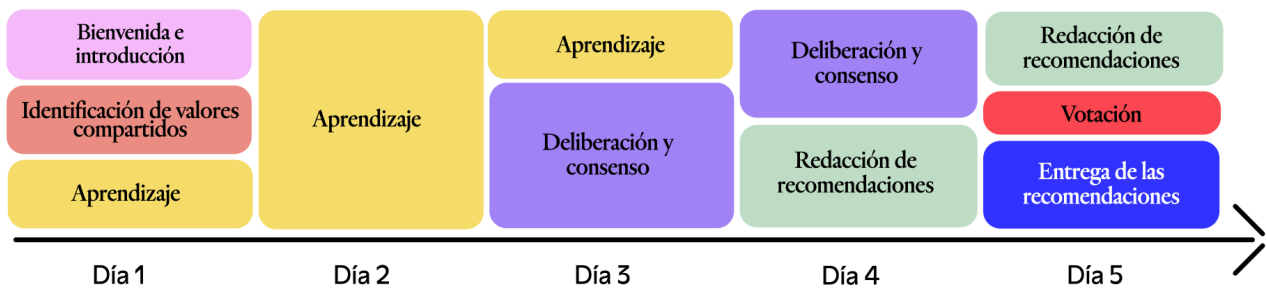 Bienvenida e
introducción
Identificación de valores
compartidos
Aprendizaje
Aprendizaje
Aprendizaje
Deliberación y
consenso
Deliberación y
consenso
Redacción de
recomendaciones
Redacción de
recomendaciones
Votación
Entrega de las
recomendaciones
Día 1
Día 2
Día 3
Día 4
Día 5